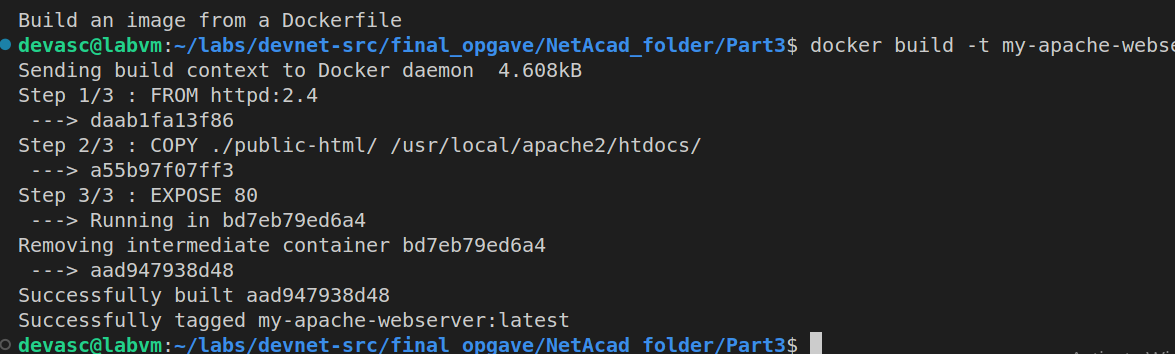 Build an image from a Dockerfile
devasc@labvm:~/labs/devnet-src/final_opgave/NetAcad_folder/Part3$ docker build -t my-apache-webse
Sending build context to Docker daemon  4.608kB
Step 1/3 : FROM httpd:2.4
 ---> daab1fa13f86
Step 2/3 : COPY ./public-html/ /usr/local/apache2/htdocs/
 ---> a55b97f07ff3
Step 3/3 : EXPOSE 80
 ---> Running in bd7eb79ed6a4
Removing intermediate container bd7eb79ed6a4
 ---> aad947938d48
Successfully built aad947938d48
Successfully tagged my-apache-webserver:latest
devasc@labvm:~/labs/devnet-src/final_opgave/NetAcad_folder/Part3$